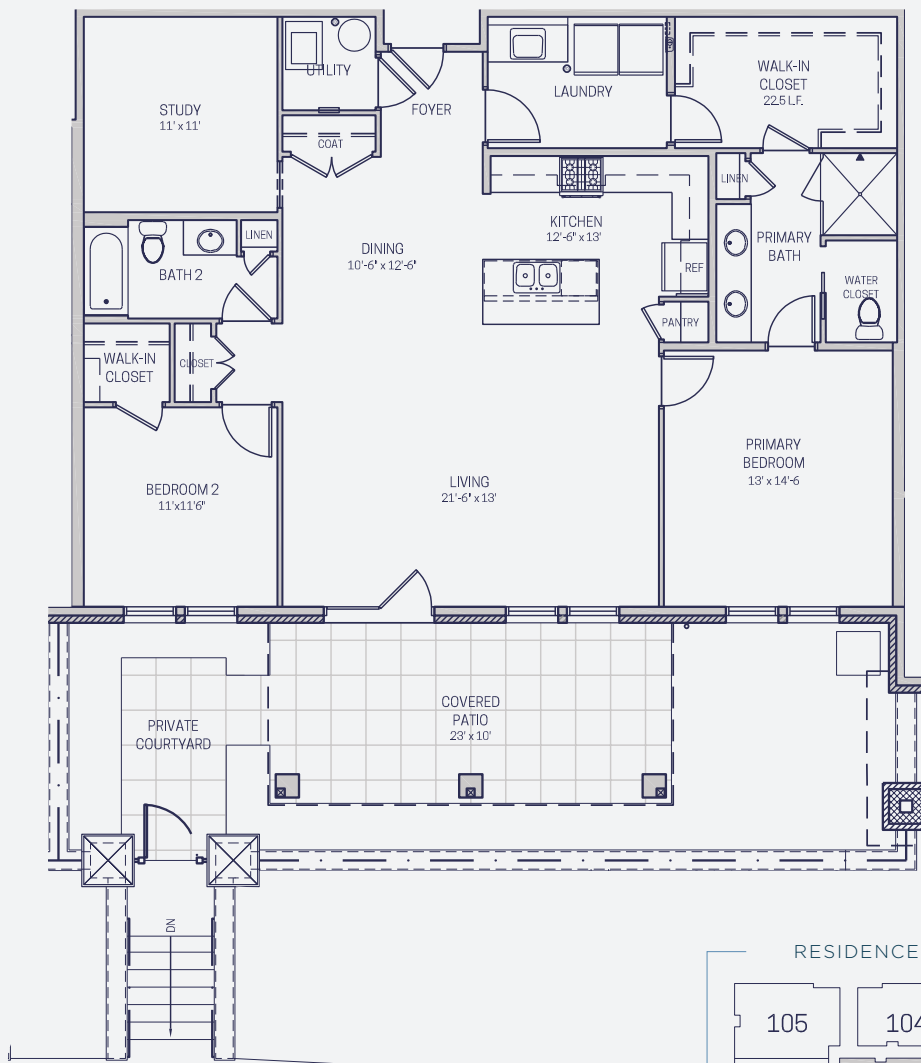 UTILITY
STUDY
11' x 11'
COAT
FOYER
LAUNDRY
WALK-IN
CLOSET
22.5 L.F.
LINEN
KITCHEN
12'-6" x 13'
DINING
10'-6" x 12'-6"
REF
PANTRY
PRIMARY
BATH
WATER
CLOSET
LINEN
BATH 2
WALK-IN
CLOSET
CLOSET
BEDROOM 2
11'x11'6"
LIVING
21'-6" x 13'
PRIMARY
BEDROOM
13' x 14'-6
PRIVATE
COURTYARD
COVERED
PATIO
23' x 10'
DN
RESIDENCE
105
104